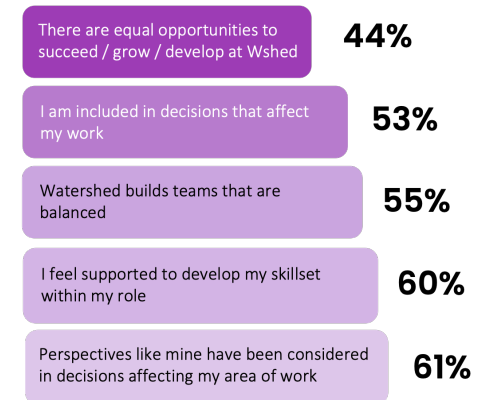 There are equal opportunities to
succeed / grow / develop at Wshed
44%
I am included in decisions that affect
my work
53%
Watershed builds teams that are
balanced
55%
I feel supported to develop my skillset
within my role
60%
Perspectives like mine have been considered
in decisions affecting my area of work
61%